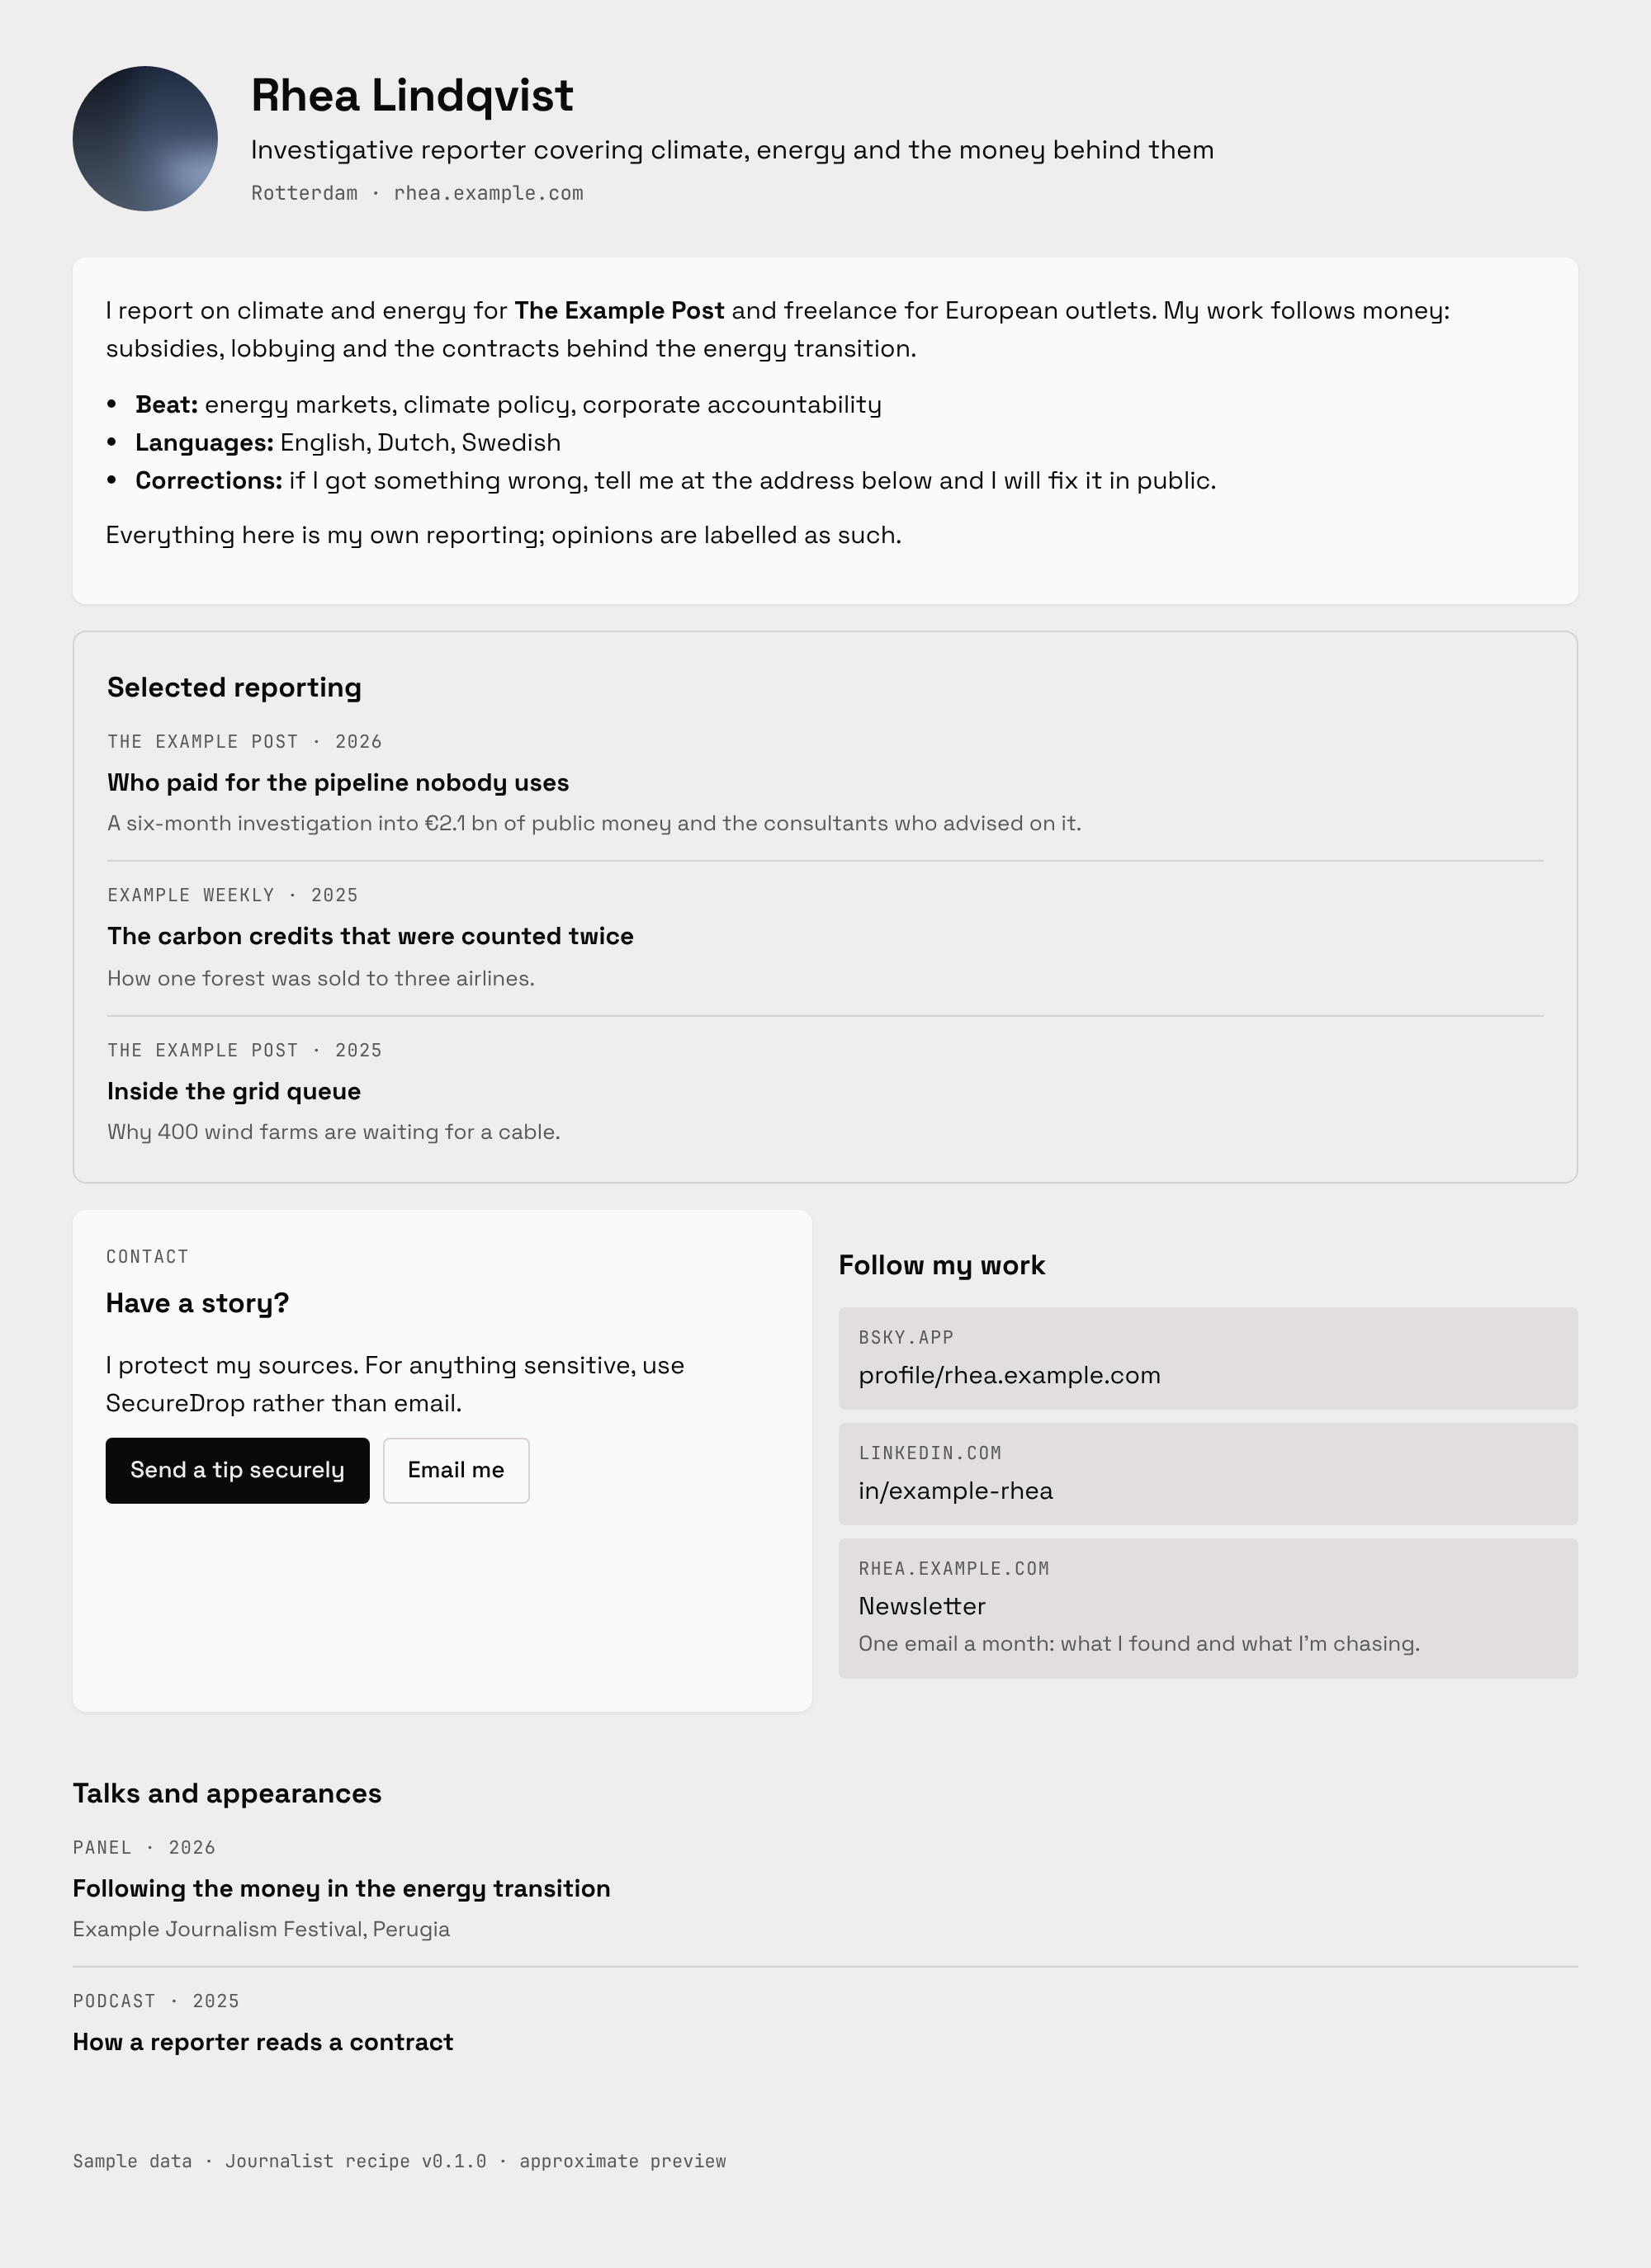 Rhea Lindqvist
Investigative reporter covering climate, energy and the money behind them
Rotterdam · rhea.example.com
I report on climate and energy for The Example Post and freelance for European outlets. My work follows money:
subsidies, lobbying and the contracts behind the energy transition.
• Beat: energy markets, climate policy, corporate accountability
• Languages: English, Dutch, Swedish
• Corrections: if I got something wrong, tell me at the address below and I will fix it in public.
Everything here is my own reporting; opinions are labelled as such.
Selected reporting
THE EXAMPLE POST · 2026
Who paid for the pipeline nobody uses
A six-month investigation into €2.1 bn of public money and the consultants who advised on it.
EXAMPLE WEEKLY · 2025
The carbon credits that were counted twice
How one forest was sold to three airlines.
THE EXAMPLE POST · 2025
Inside the grid queue
Why 400 wind farms are waiting for a cable.
CONTACT
Have a story?
I protect my sources. For anything sensitive, use
SecureDrop rather than email.
Send a tip securely
Email me
Follow my work
BSKY.APP
profile/rhea.example.com
LINKEDIN.COM
in/example-rhea
RHEA.EXAMPLE.COM
Newsletter
One email a month: what I found and what I'm chasing.
Talks and appearances
PANEL · 2026
Following the money in the energy transition
Example Journalism Festival, Perugia
PODCAST · 2025
How a reporter reads a contract
Sample data · Journalist recipe v0.1.0 · approximate preview